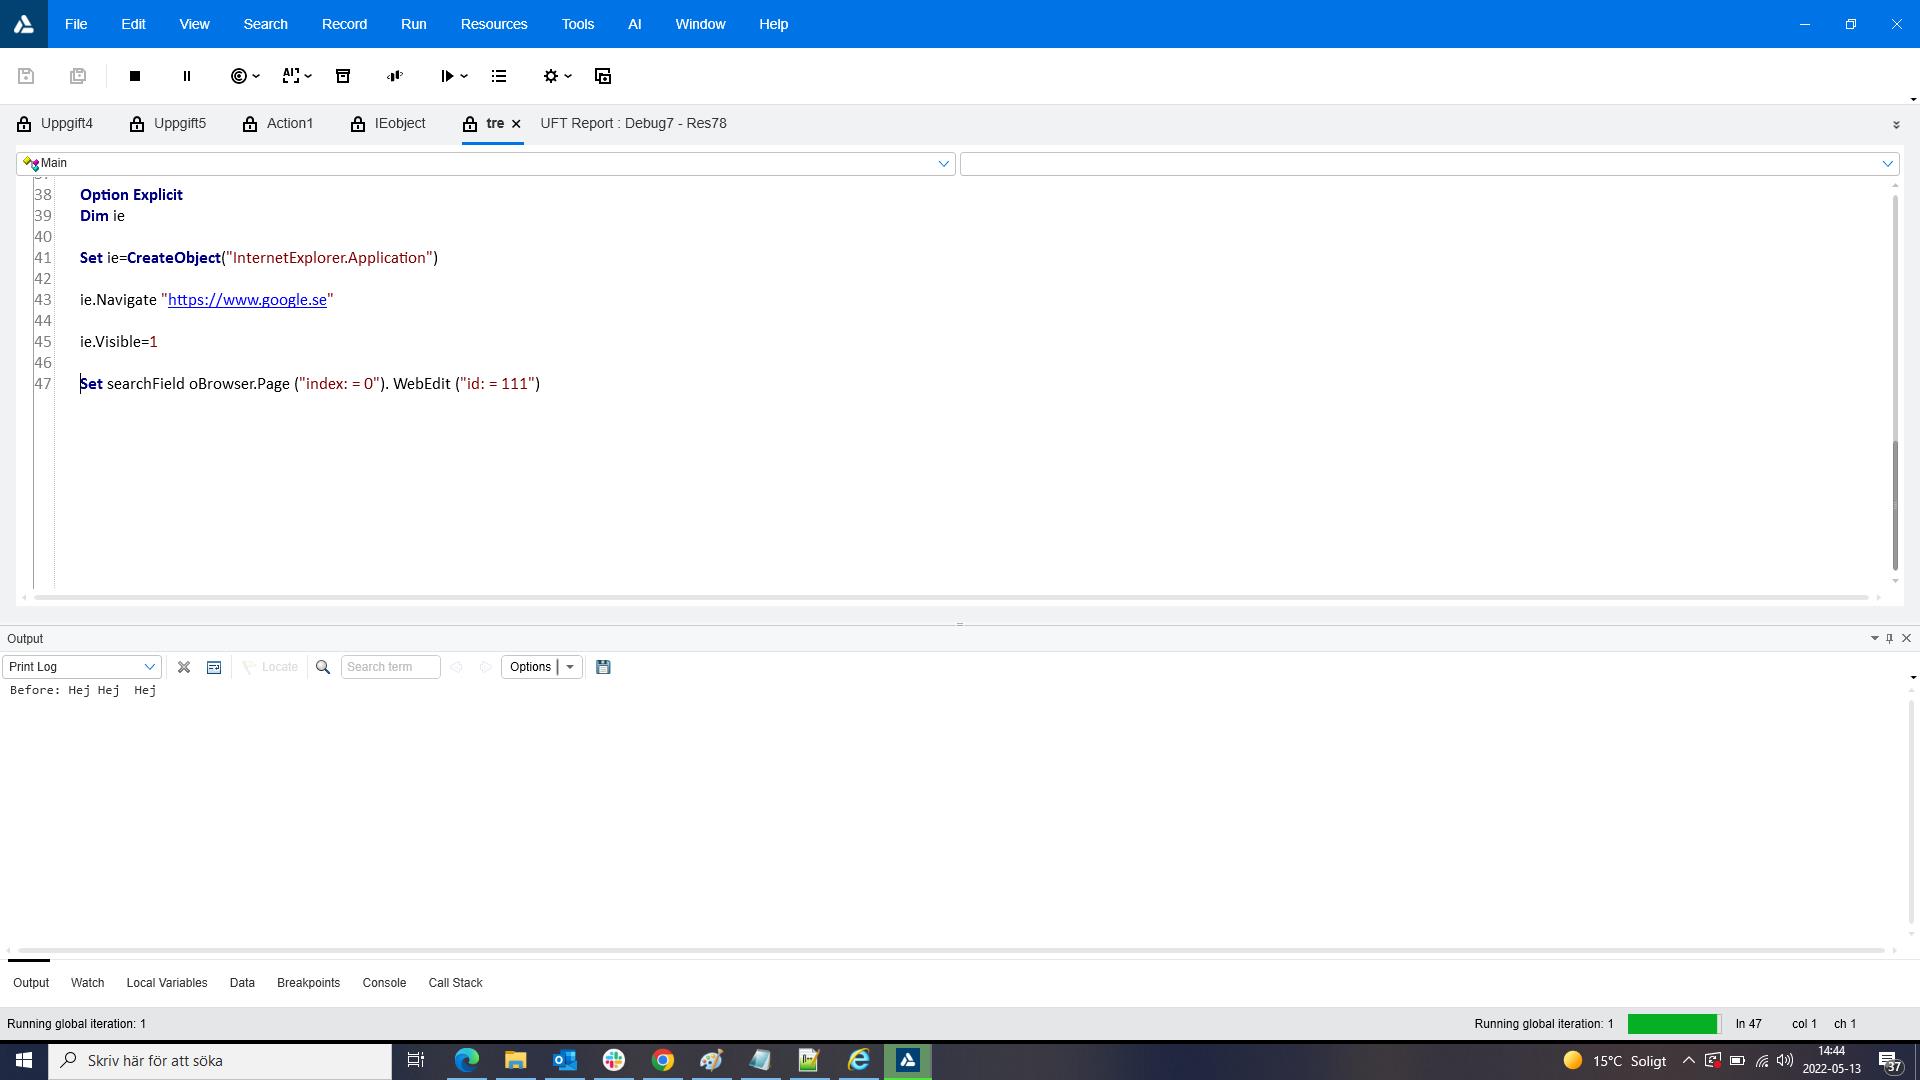 File Edit View Search Record Run Resources Tools AI Window Help
AI
Uppgift4 Uppgift5 Action1 IEobject tre UFT Report : Debug7 - Res78
Main
38 Option Explicit
39 Dim ie
40
41 Set ie=CreateObject("InternetExplorer.Application")
42
43 ie.Navigate "https://www.google.se"
44
45 ie.Visible=1
46
47 Set searchField oBrowser.Page ("index: = 0"). WebEdit ("id: = 111")
Output
Print Log Locate Search term Options
Before: Hej Hej  Hej
Output Watch Local Variables Data Breakpoints Console Call Stack
Running global iteration: 1 Running global iteration: 1 ln 47 col 1 ch 1
Skriv här för att söka 15°C Soligt 14:44
2022-05-13 37